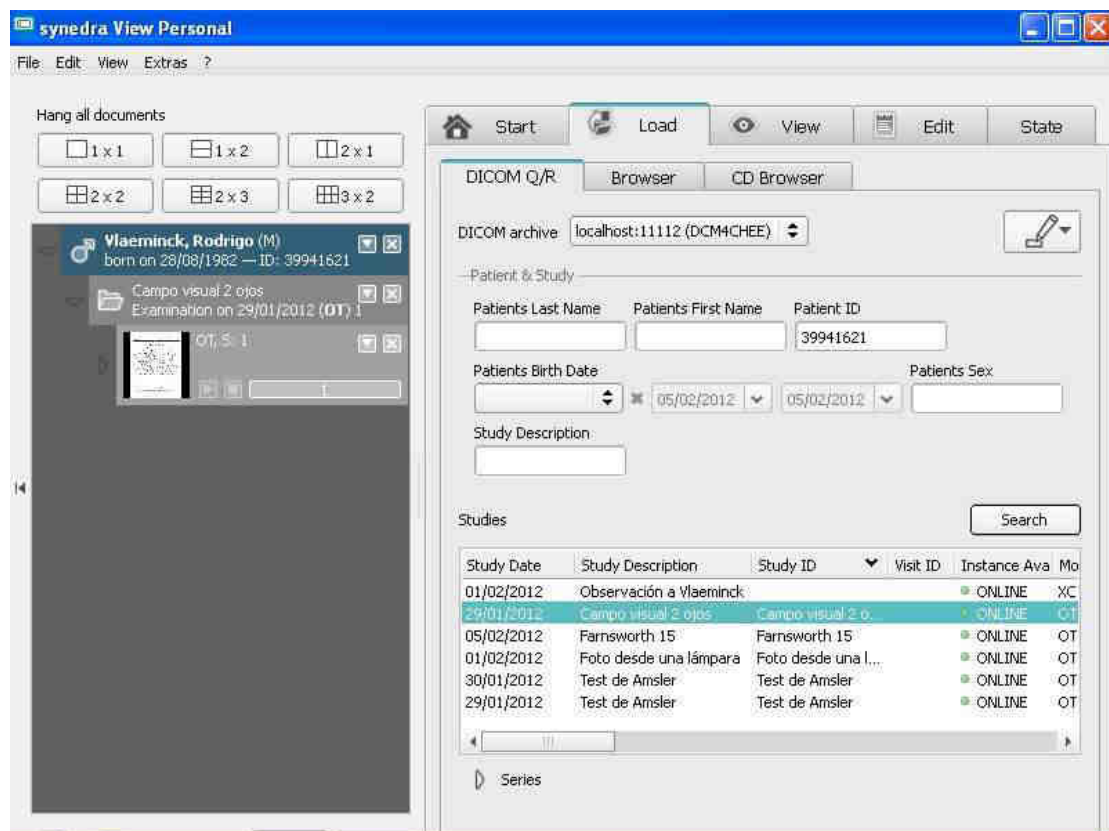 synedra View Personal
File Edit View Extras ?
Hang all documents
1 x 1 1 x 2 2 x 1
2 x 2 2 x 3 3 x 2
Vlaeminck, Rodrigo (M)
born on 28/08/1982 — ID: 39941621
Campo visual 2 ojos
Examination on 29/01/2012 (OT) 1
OT, S: 1
1
Start Load View Edit State
DICOM Q/R Browser CD Browser
DICOM archive localhost:11112 (DCM4CHEE)
Patient & Study
Patients Last Name Patients First Name Patient ID
39941621
Patients Birth Date Patients Sex
05/02/2012 05/02/2012
Study Description
Studies Search
Study Date Study Description Study ID Visit ID Instance Ava Mo
01/02/2012 Observación a Vlaeminck ONLINE XC
29/01/2012 Campo visual 2 ojos Campo visual 2 o... ONLINE OT
05/02/2012 Farnsworth 15 Farnsworth 15 ONLINE OT
01/02/2012 Foto desde una lámpara Foto desde una l... ONLINE OT
30/01/2012 Test de Amsler Test de Amsler ONLINE OT
29/01/2012 Test de Amsler Test de Amsler ONLINE OT
Series